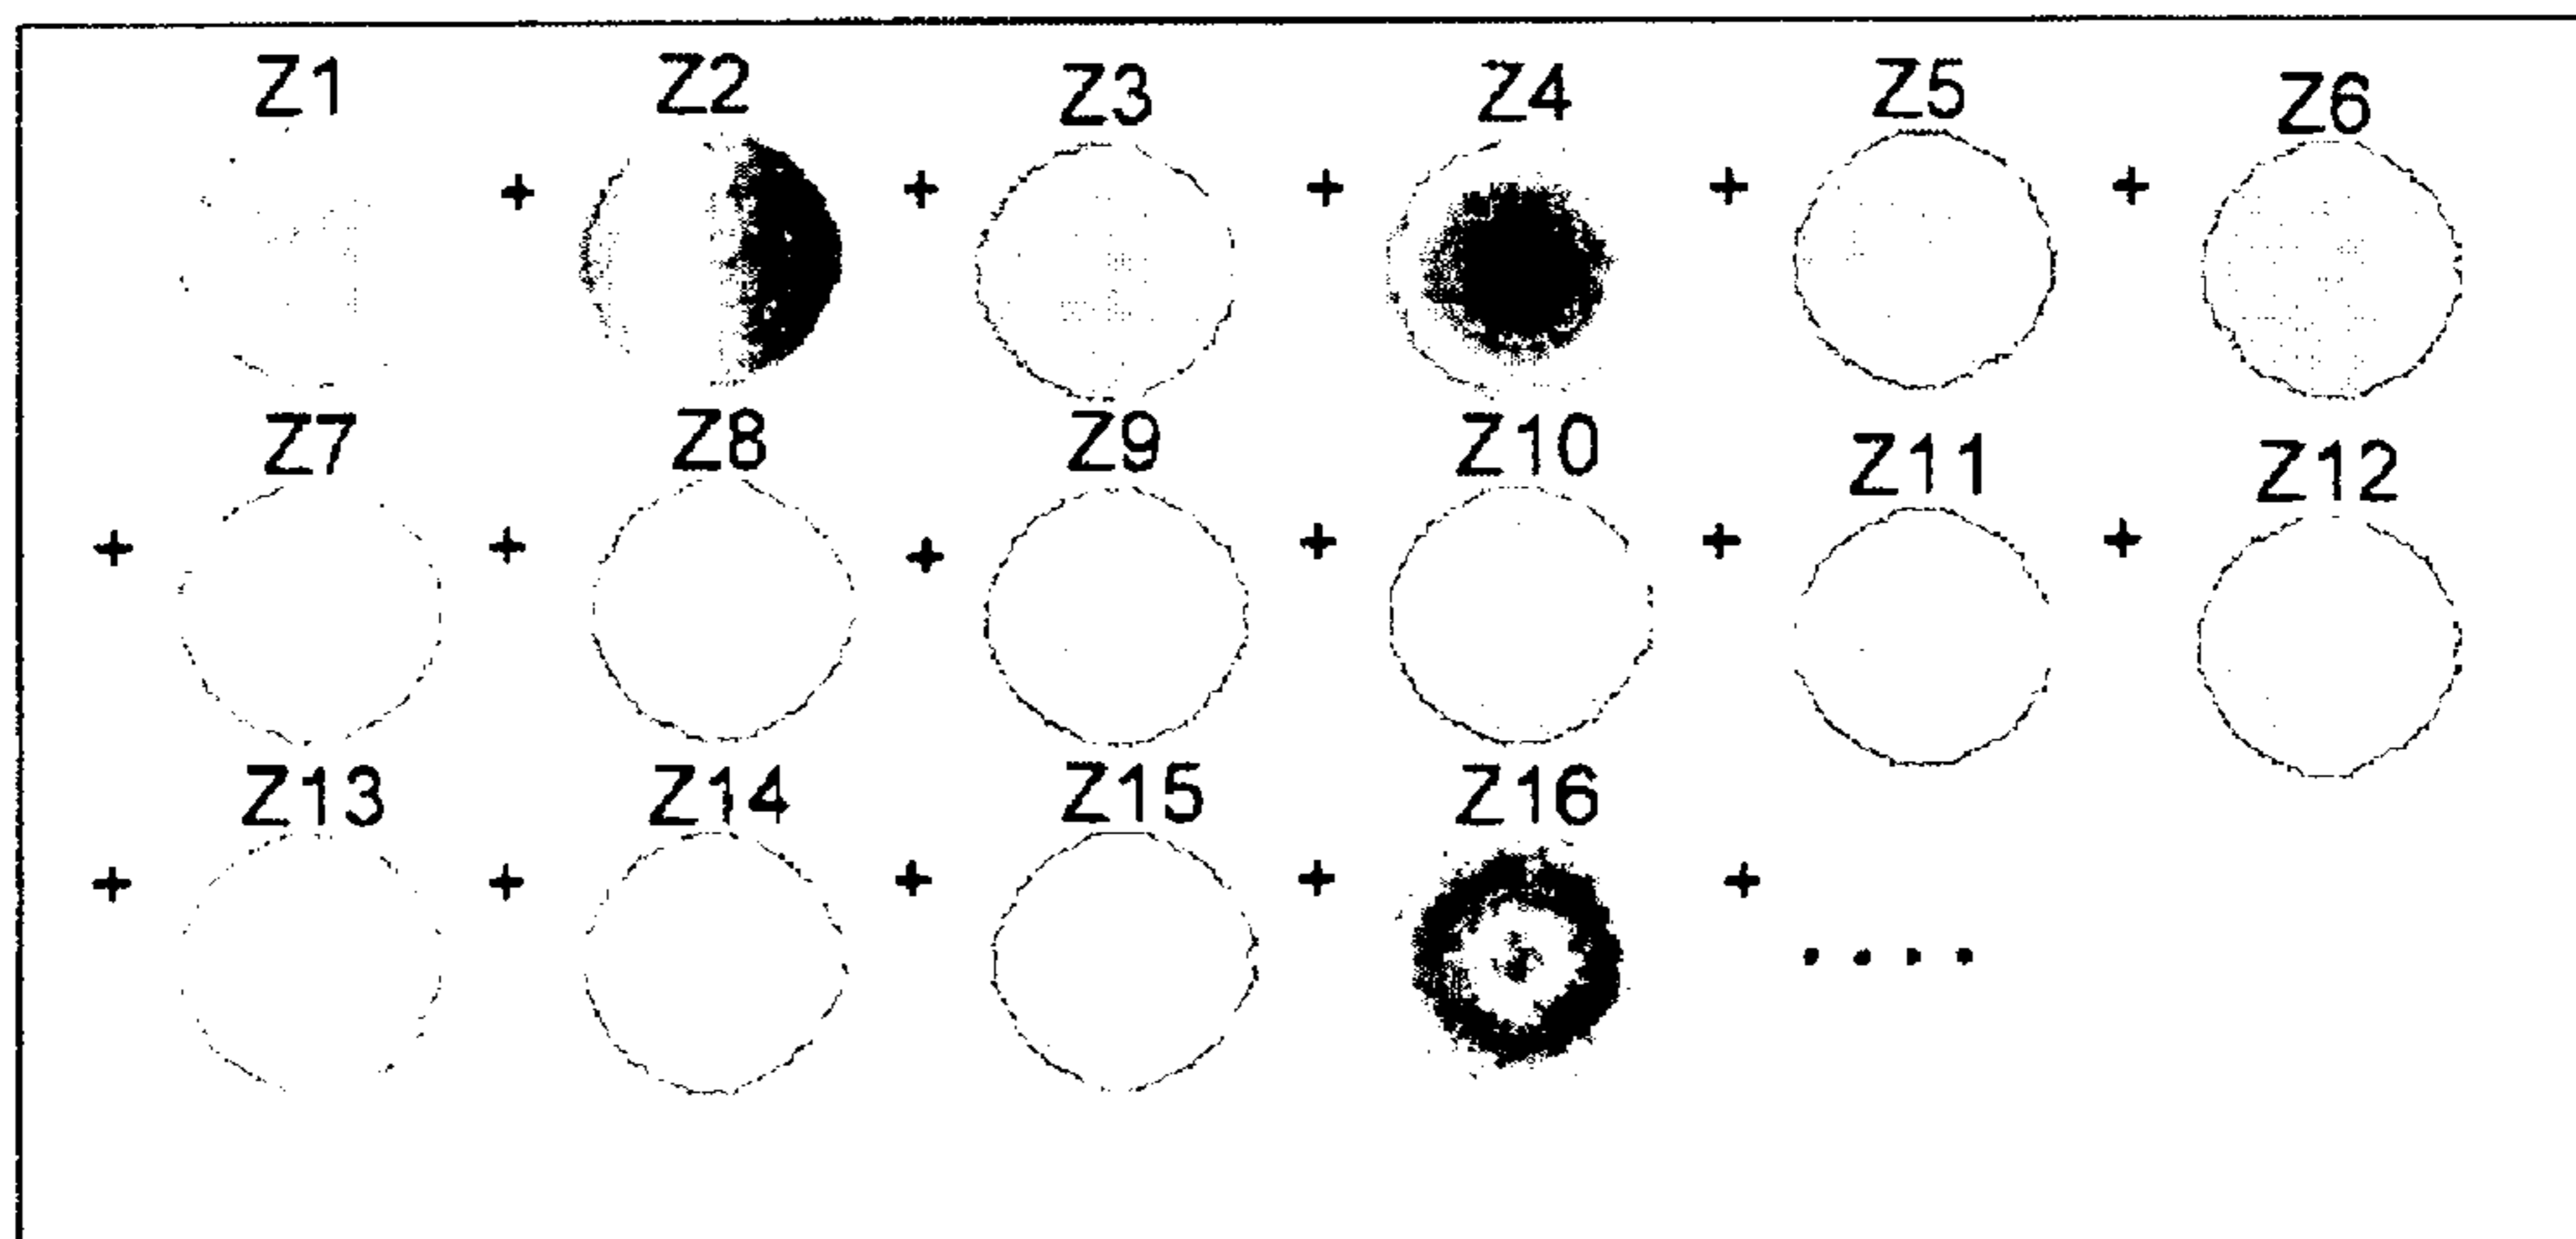 Z1 Z2 Z3 Z4 Z5 Z6
+ + + + +
Z7 Z8 Z9 Z10 Z11 Z12
+ + + + + +
Z13 Z14 Z15 Z16
+ + + + + ....